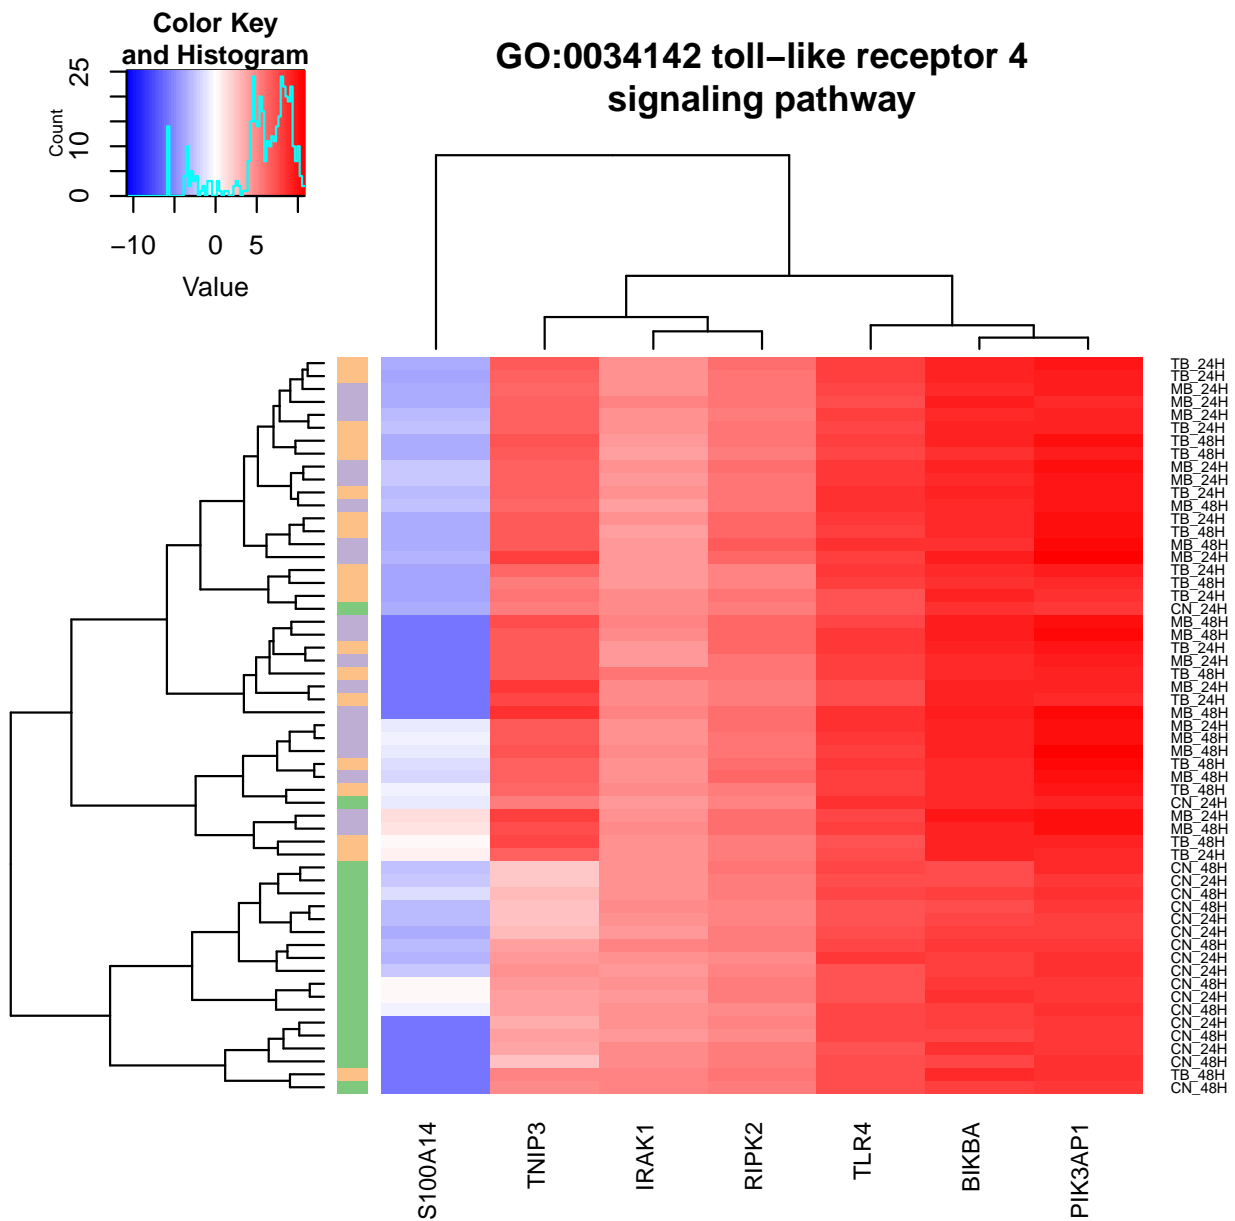 Color Key
and Histogram
GO:0034142 toll−like receptor 4
signaling pathway
Count
0
10
25
−10
0
5
Value
TB_24H
TB_24H
MB_24H
MB_24H
MB_24H
TB_24H
TB_48H
TB_48H
MB_24H
MB_24H
TB_24H
MB_48H
TB_24H
TB_48H
MB_48H
MB_24H
TB_24H
TB_48H
TB_24H
CN_24H
MB_48H
MB_48H
TB_24H
MB_24H
TB_48H
MB_24H
TB_24H
MB_48H
MB_24H
MB_48H
MB_48H
TB_48H
MB_48H
TB_48H
CN_24H
MB_24H
MB_48H
TB_48H
TB_24H
CN_48H
CN_24H
CN_48H
CN_48H
CN_24H
CN_24H
CN_48H
CN_24H
CN_24H
CN_48H
CN_24H
CN_48H
CN_24H
CN_48H
CN_24H
CN_48H
TB_48H
CN_48H
S100A14
TNIP3
IRAK1
RIPK2
TLR4
BIKBA
PIK3AP1